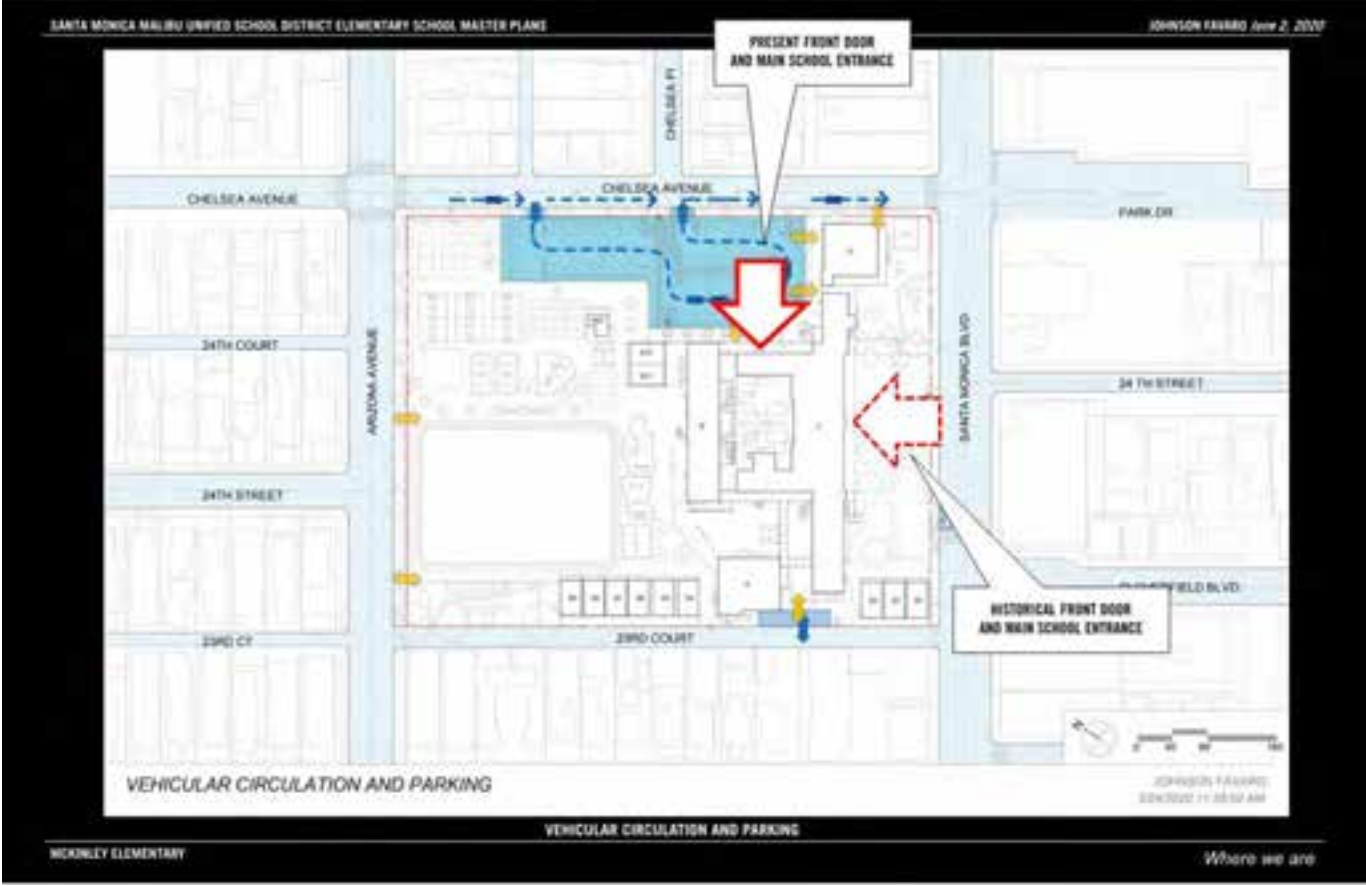 SANTA MONICA MALIBU UNIFIED SCHOOL DISTRICT ELEMENTARY SCHOOL MASTER PLANS
JOHNSON FAVARO June 2, 2020
PRESENT FRONT DOOR
AND MAIN SCHOOL ENTRANCE
CHELSEA PL
CHELSEA AVENUE
CHELSEA AVENUE
PARK DR
24TH COURT
ARIZONA AVENUE
SANTA MONICA BLVD
24 TH STREET
24TH STREET
BLVD
HISTORICAL FRONT DOOR
AND MAIN SCHOOL ENTRANCE
23RD CT
23RD COURT
N
VEHICULAR CIRCULATION AND PARKING
JOHNSON FAVARO
VEHICULAR CIRCULATION AND PARKING
MCKINLEY ELEMENTARY
Where we are